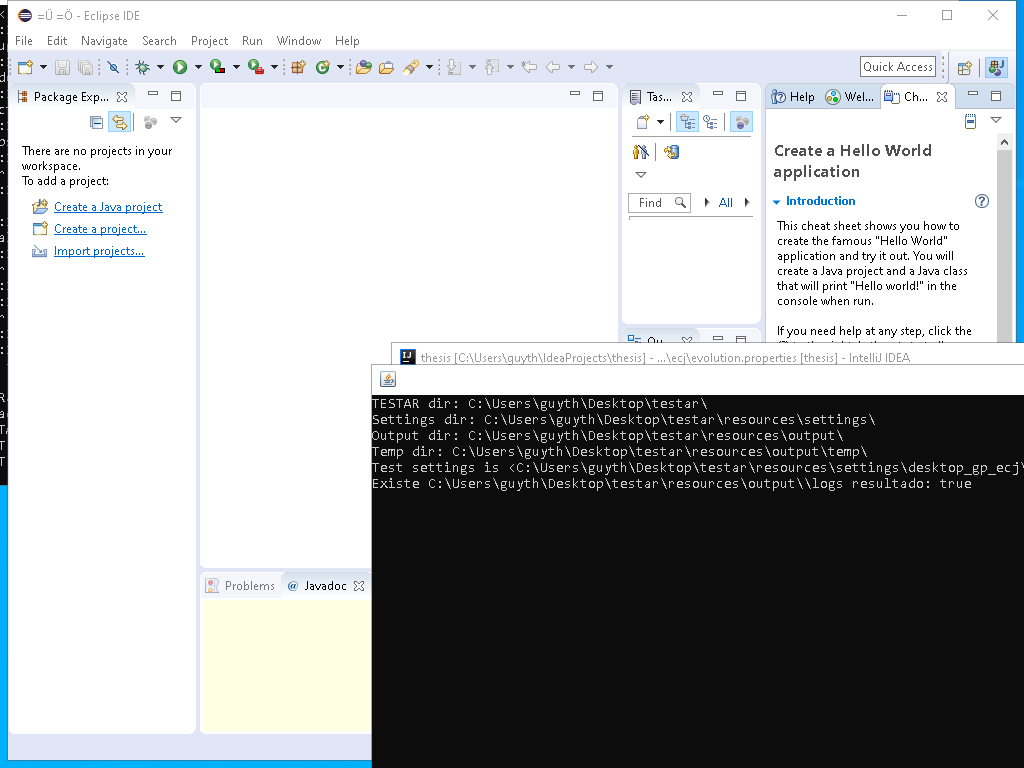 =Ü =Ö - Eclipse IDE
File Edit Navigate Search Project Run Window Help
Quick Access
Package Exp...
There are no projects in your
workspace.
To add a project:
Create a Java project
Create a project...
Import projects...
Tas...
Find
All
Help Wel... Ch...
Create a Hello World
application
Introduction
This cheat sheet shows you how to
create the famous "Hello World"
application and try it out. You will
create a Java project and a Java class
that will print "Hello world!" in the
console when run.
If you need help at any step, click the
thesis [C:\Users\guyth\IdeaProjects\thesis] - ...\ecj\evolution.properties [thesis] - IntelliJ IDEA
TESTAR dir: C:\Users\guyth\Desktop\testar\
Settings dir: C:\Users\guyth\Desktop\testar\resources\settings\
Output dir: C:\Users\guyth\Desktop\testar\resources\output\
Temp dir: C:\Users\guyth\Desktop\testar\resources\output\temp\
Test settings is <C:\Users\guyth\Desktop\testar\resources\settings\desktop_gp_ecj\
Existe C:\Users\guyth\Desktop\testar\resources\output\\logs resultado: true
Problems @ Javadoc